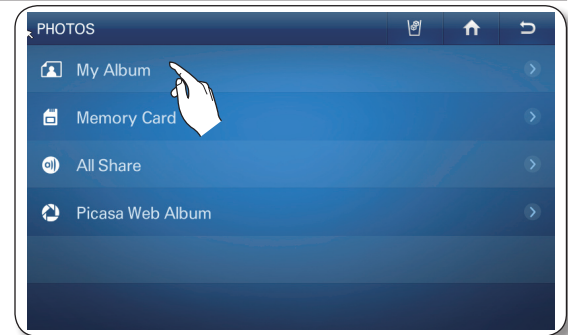 PHOTOS
My Album
Memory Card
All Share
Picasa Web Album